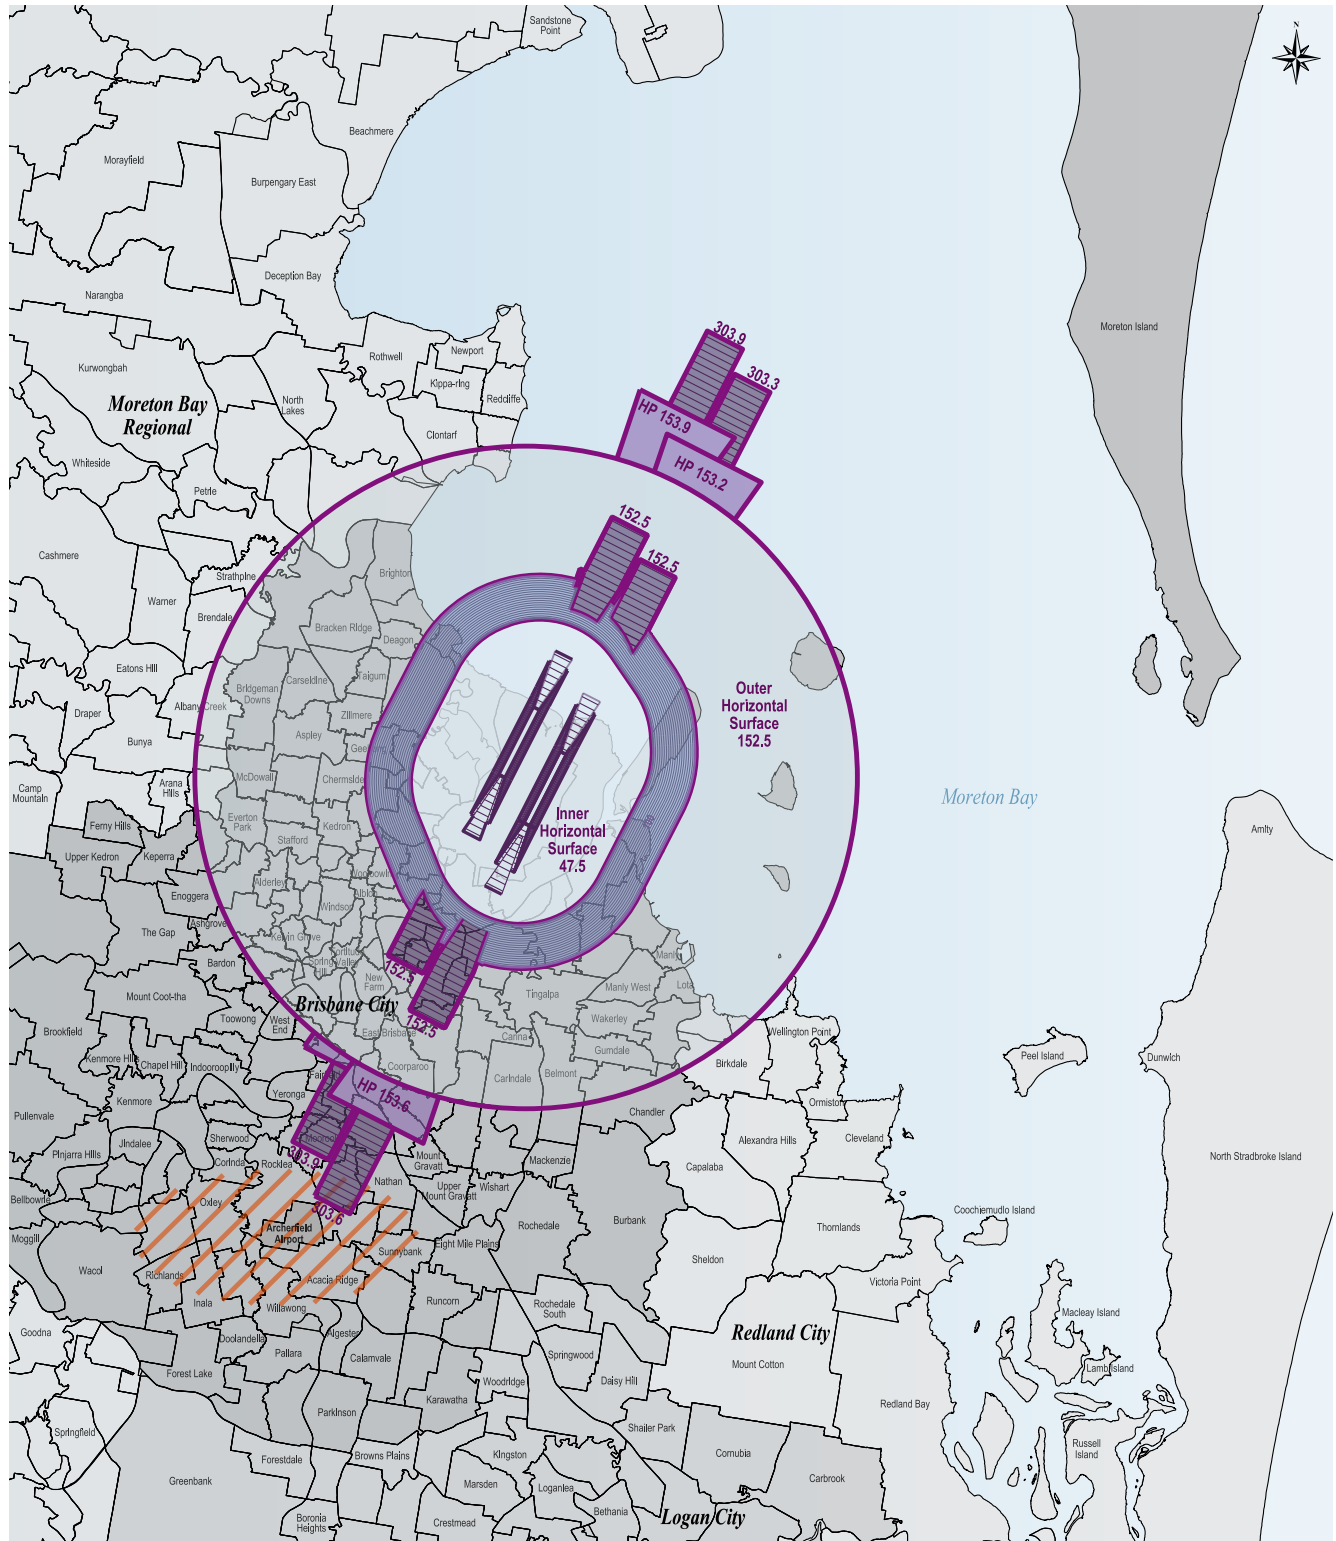 Sandstone
Point
N
Beachmere
Morayfield
Burpengary East
Deception Bay
Narangba
Moreton Island
303.9
Rothwell
Newport
Kurwongbah
303.3
Kippa-ring
North
Lakes
Redcliffe
Moreton Bay
Regional
HP 153.9
Clontarf
Whiteside
HP 153.2
Petrie
152.5
Cashmere
152.5
Strathpine
Brighton
Warner
Brendale
Bracken Ridge
Deagon
Eatons Hill
Carseldine
Taigum
Bridgeman
Downs
Outer
Horizontal
Surface
152.5
Albany Creek
Draper
Zillmere
Bunya
Aspley
McDowall
Chermside
Arana
Hills
Camp
Mountain
Moreton Bay
Inner
Horizontal
Surface
47.5
Everton
Park
Ferny Hills
Kedron
Amity
Stafford
Upper Kedron
Keperra
Alderley
Albion
Enoggera
Windsor
Ashgrove
The Gap
Kelvin Grove
Manly
Bardon
Spring
Hill
152.5
New
Farm
Manly West
Lota
Mount Coot-tha
Tingalpa
Brisbane City
Toowong
West
End
152.5
Wakerley
Brookfield
East Brisbane
Carina
Wellington Point
Gumdale
Kenmore Hills
Chapel Hill
Indooroopilly
Coorparoo
Birkdale
Peel Island
Dunwich
Carindale
Belmont
HP 153.6
Yeronga
Kenmore
Ormiston
Pullenvale
Chandler
Sherwood
Alexandra Hills
Cleveland
Jindalee
Pinjarra Hills
303.9
Corinda
Rocklea
Mount
Gravatt
Mackenzie
Capalaba
North Stradbroke Island
Nathan
Upper
Mount Gravatt
Wishart
Bellbowrie
Oxley
303.6
Coochiemudlo Island
Burbank
Rochedale
Archerfield
Airport
Thornlands
Moggill
Eight Mile Plains
Sunnybank
Sheldon
Wacol
Richlands
Acacia Ridge
Victoria Point
Inala
Willawong
Runcorn
Rochedale
South
Macleay Island
Goodna
Algester
Redland City
Doolandella
Pallara
Calamvale
Springwood
Mount Cotton
Lamb Island
Forest Lake
Woodridge
Daisy Hill
Karawatha
Redland Bay
Parkinson
Shailer Park
Springfield
Russell
Island
Browns Plains
Kingston
Cornubia
Forestdale
Carbrook
Greenbank
Marsden
Loganlea
Bethania
Logan City
Boronia
Heights
Crestmead